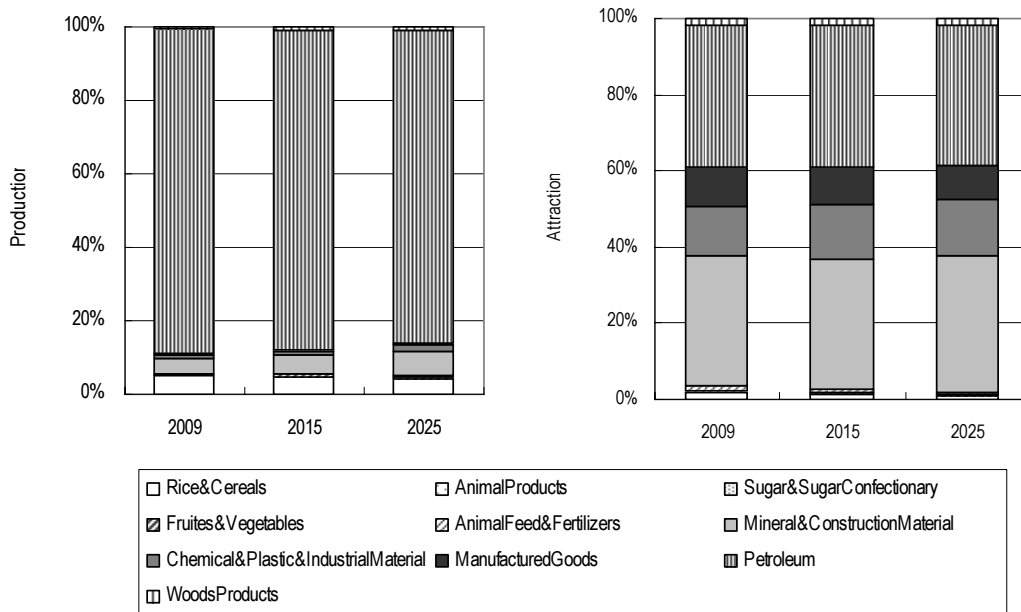 100%
80%
60%
40%
20%
0%
Productior
2009 2015 2025
100%
80%
60%
40%
20%
0%
Attraction
2009 2015 2025
Rice&Cereals AnimalProducts Sugar&SugarConfectionary
Fruites&Vegetables AnimalFeed&Fertilizers Mineral&ConstructionMaterial
Chemical&Plastic&IndustrialMaterial ManufacturedGoods Petroleum
WoodsProducts